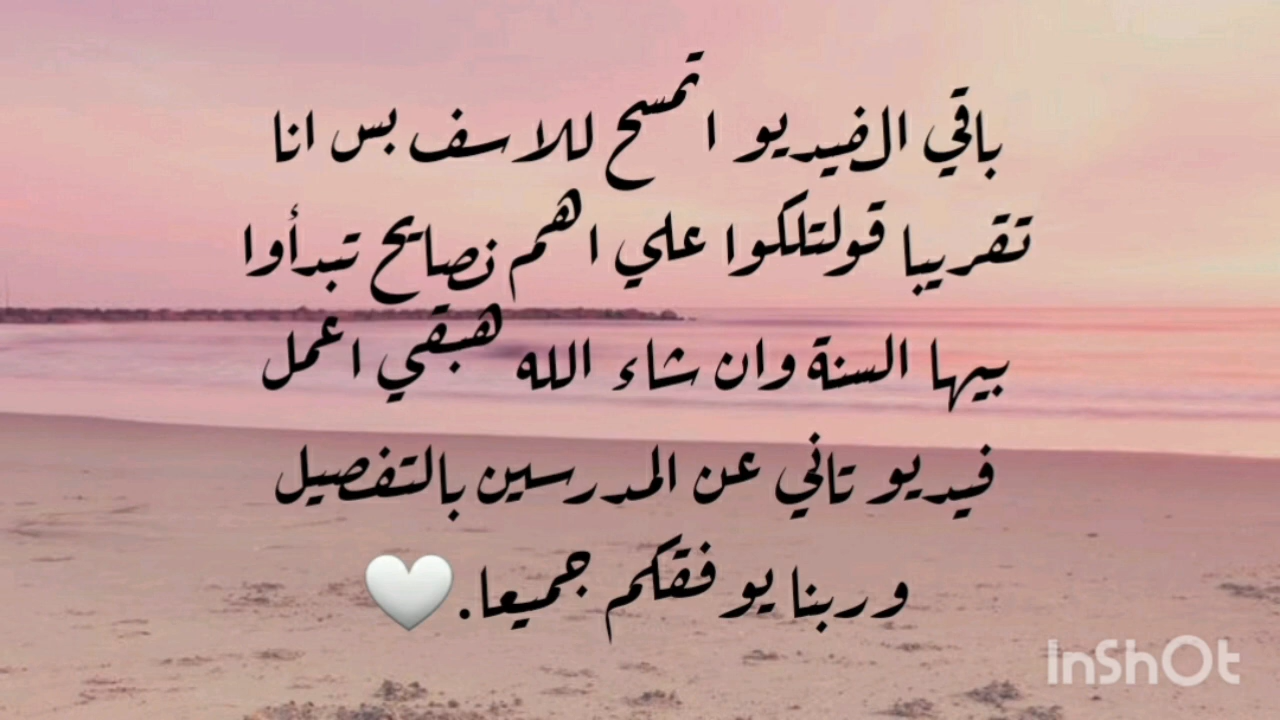 باقي الفيديو اتمسح للاسف بس انا
تقريبا قولتلكوا علي اهم نصايح تبدأوا
بيها السنة وان شاء الله هبقي اعمل
فيديو تاني عن المدرسين بالتفصيل
وربنا يوفقكم جميعا. 🤍
InShOt